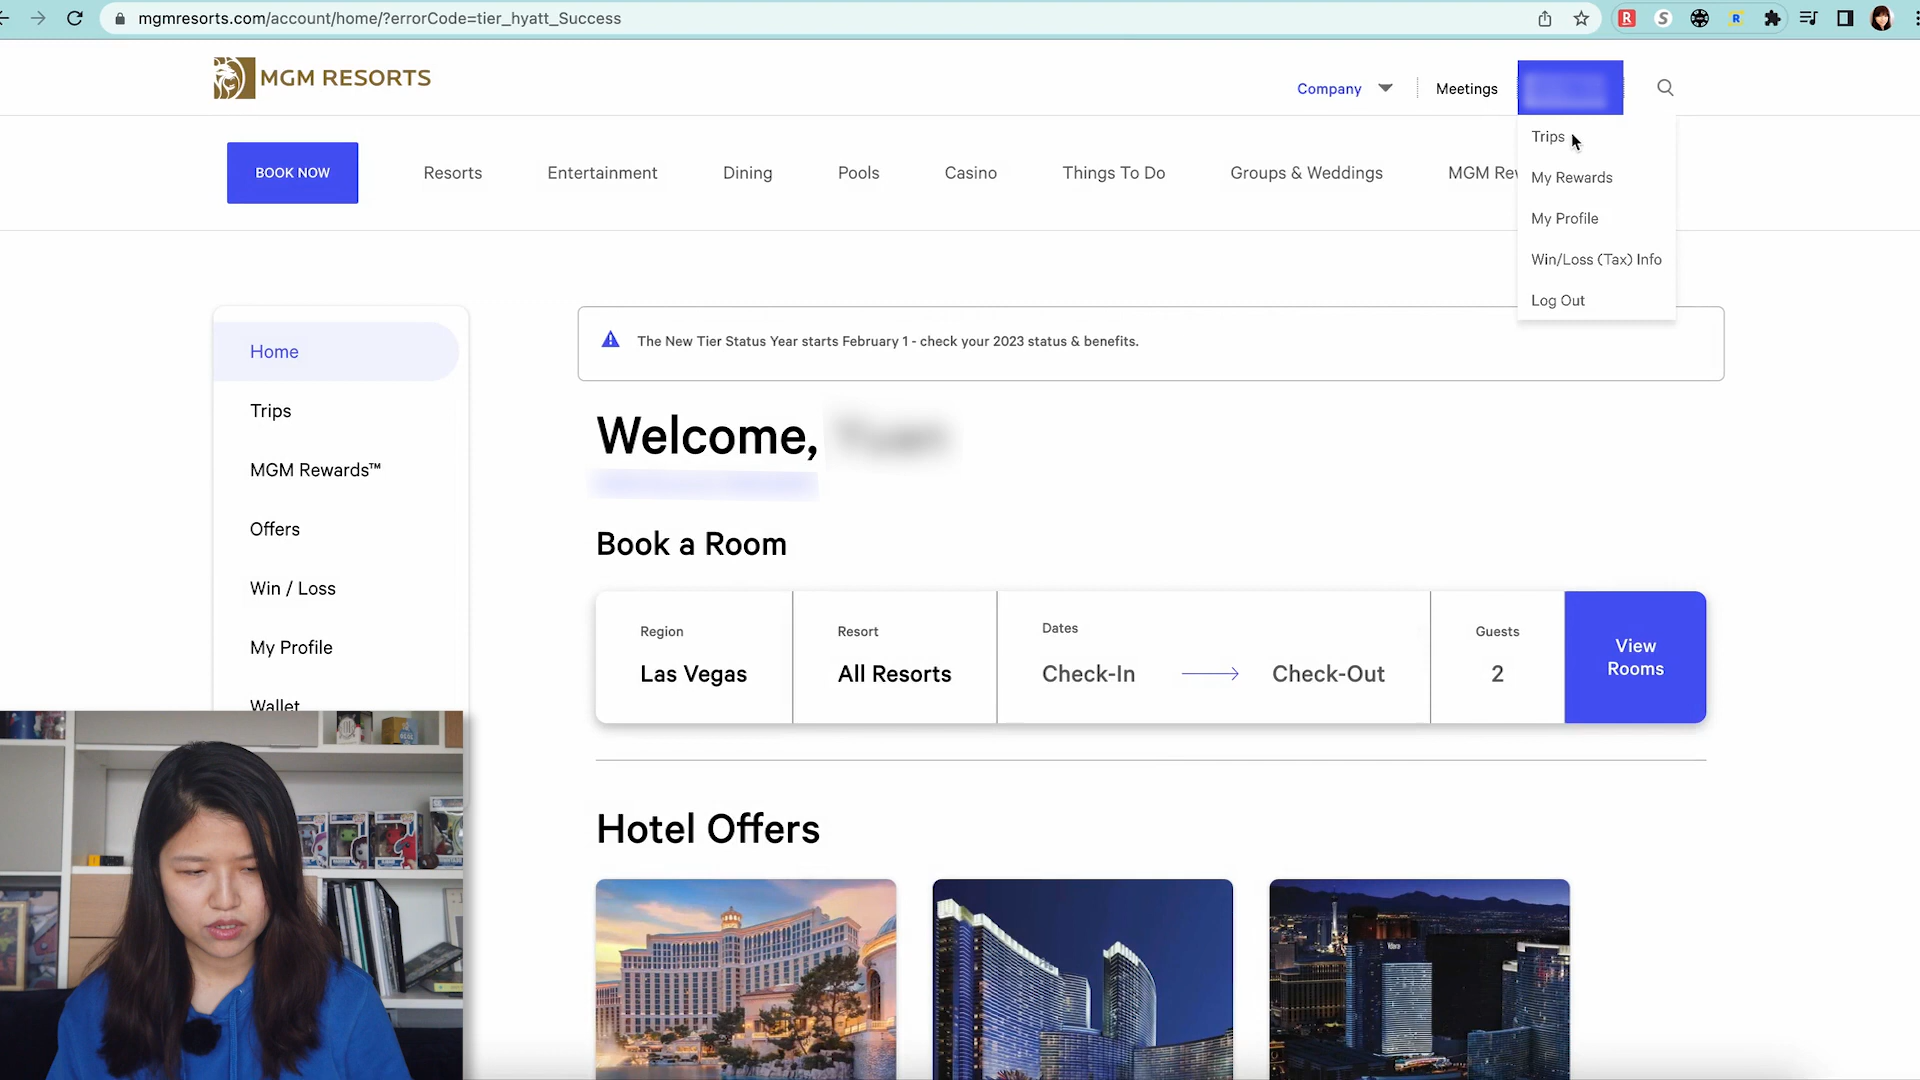 mgmresorts.com/account/home/?errorCode=tier_hyatt_Success
MGM RESORTS
Company
Meetings
BOOK NOW
Resorts
Entertainment
Dining
Pools
Casino
Things To Do
Groups & Weddings
MGM Rew
Trips
My Rewards
My Profile
Win/Loss (Tax) Info
Log Out
Home
Trips
MGM Rewards™
Offers
Win / Loss
My Profile
Wallet
The New Tier Status Year starts February 1 - check your 2023 status & benefits.
Welcome,
Book a Room
Region
Las Vegas
Resort
All Resorts
Dates
Check-In
Check-Out
Guests
2
View
Rooms
Hotel Offers